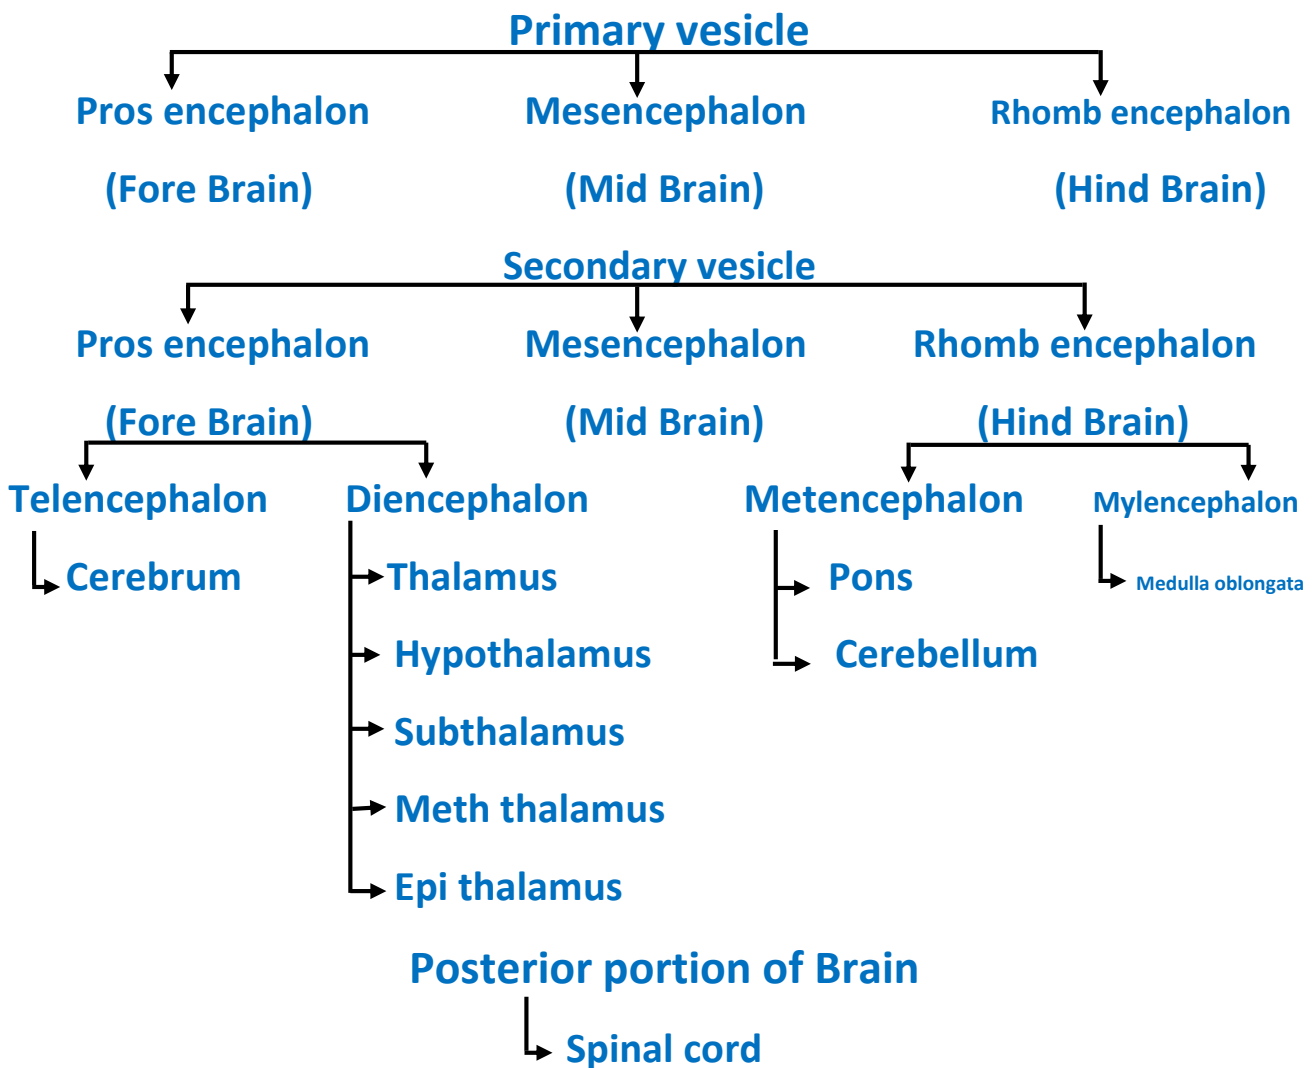 Primary vesicle
Pros encephalon Mesencephalon Rhomb encephalon
(Fore Brain) (Mid Brain) (Hind Brain)
Secondary vesicle
Pros encephalon Mesencephalon Rhomb encephalon
(Fore Brain) (Mid Brain) (Hind Brain)
Telencephalon Diencephalon Metencephalon Mylencephalon
Cerebrum Thalamus Pons Medulla oblongata
Hypothalamus Cerebellum
Subthalamus
Meth thalamus
Epi thalamus
Posterior portion of Brain
Spinal cord